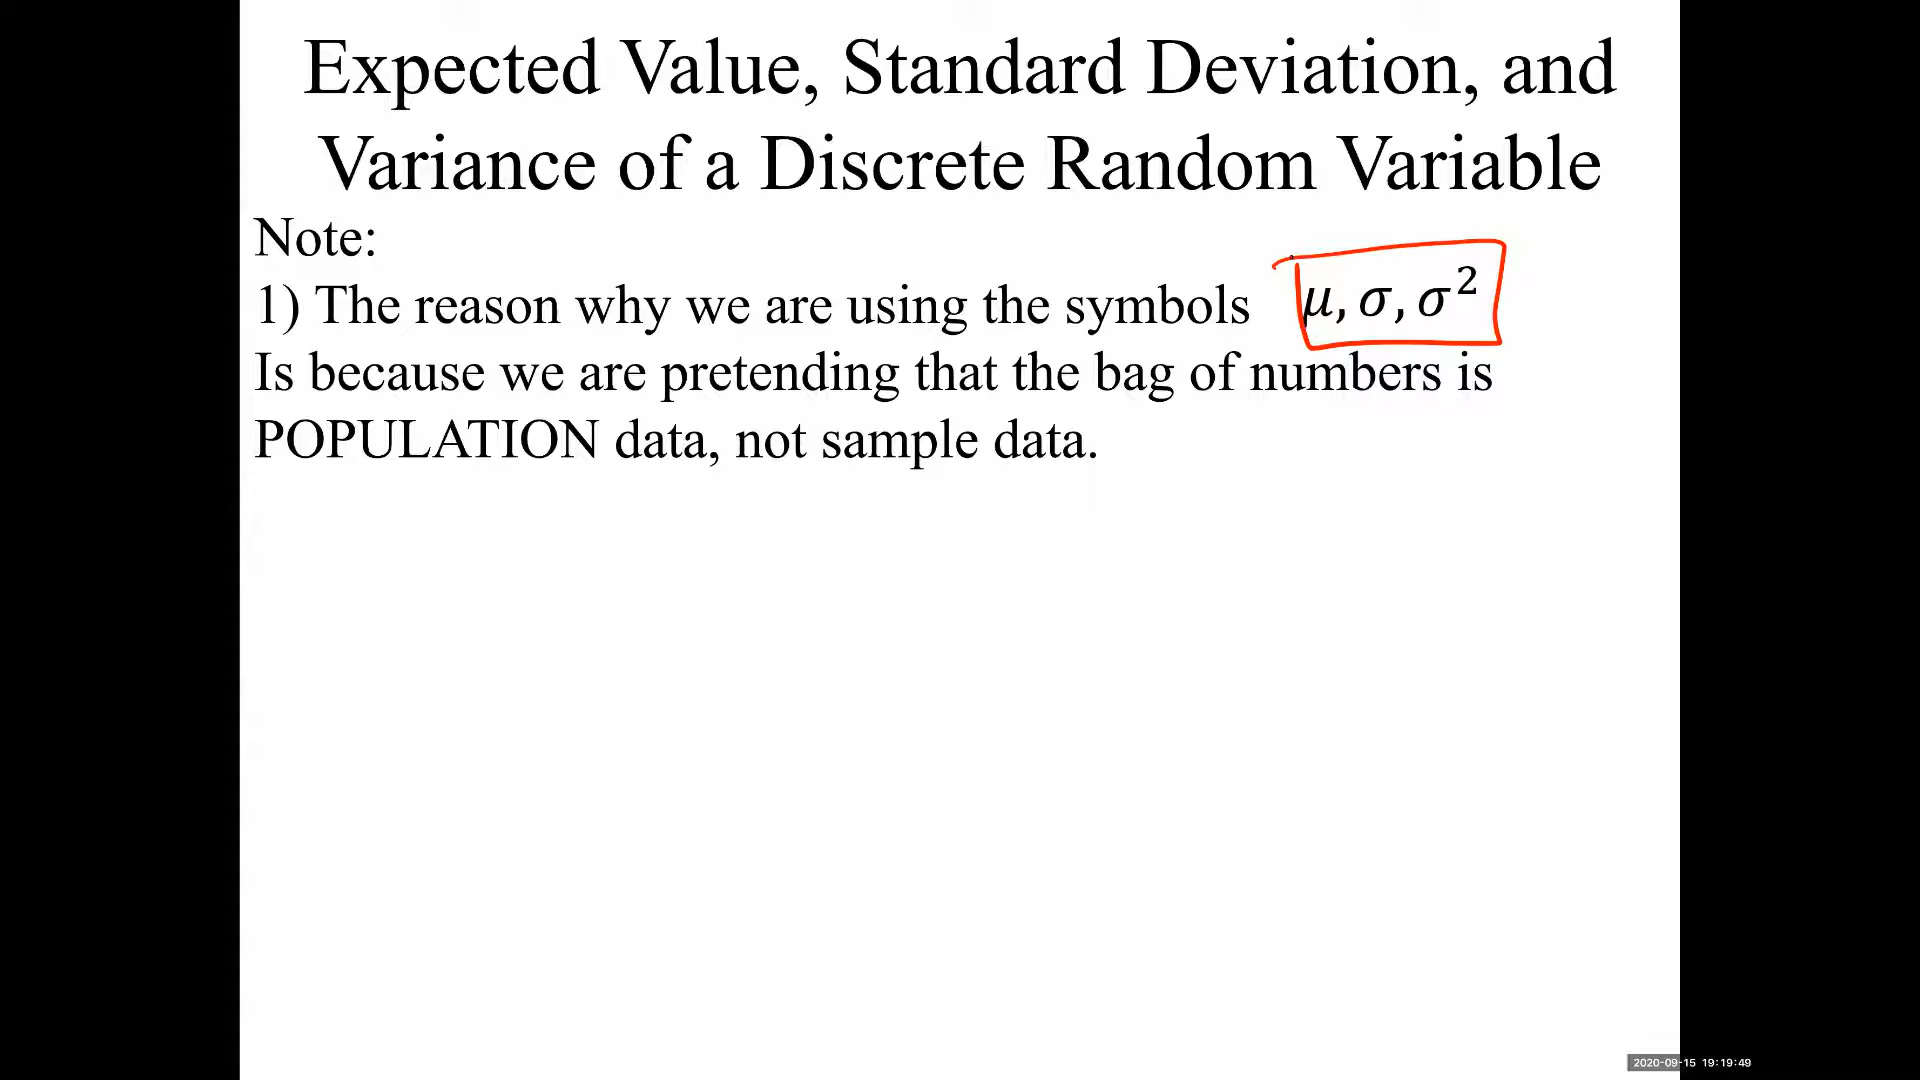 Expected Value, Standard Deviation, and
Variance of a Discrete Random Variable
Note:
1) The reason why we are using the symbols μ, σ, σ²
Is because we are pretending that the bag of numbers is
POPULATION data, not sample data.
2020-09-15 19:19:49